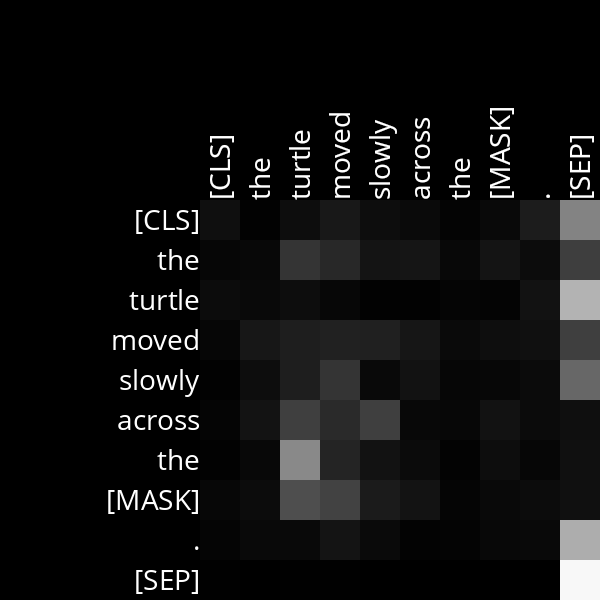 [CLS] the turtle moved slowly across the [MASK] . [SEP]
[CLS]
the
turtle
moved
slowly
across
the
[MASK]
.
[SEP]